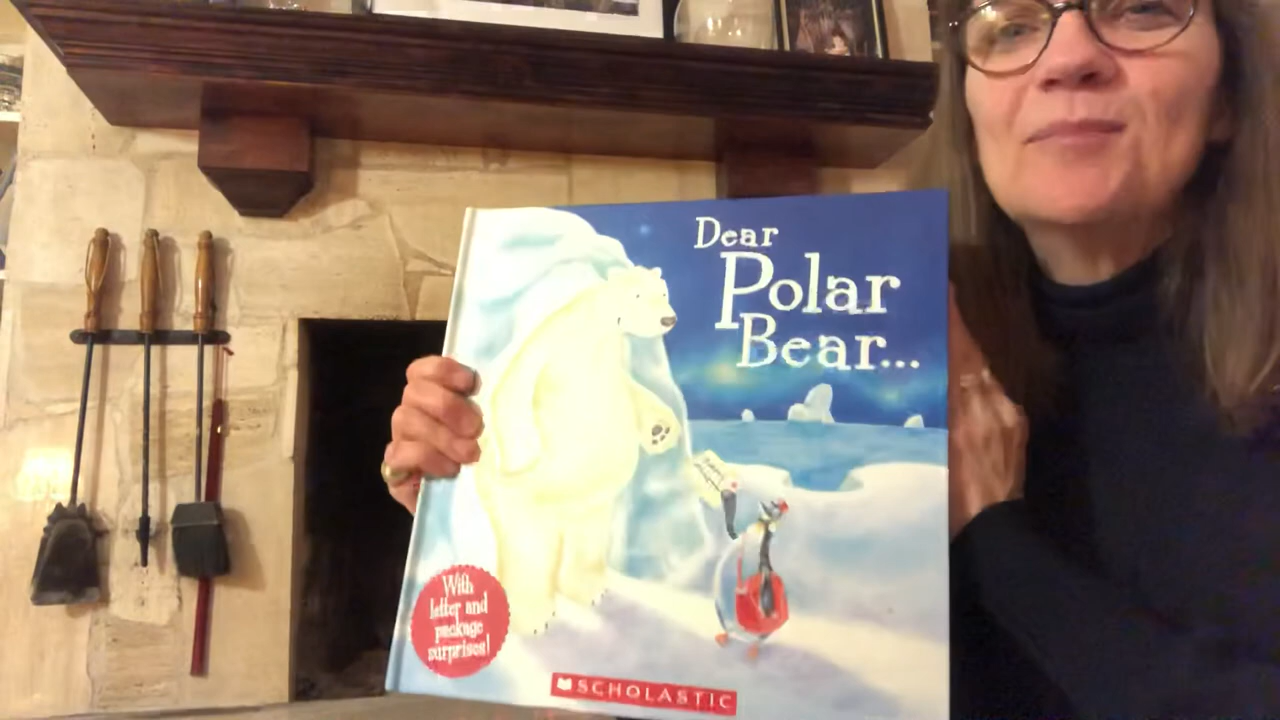 Dear
Polar
Bear...
With
letter and
package
surprises!
SCHOLASTIC